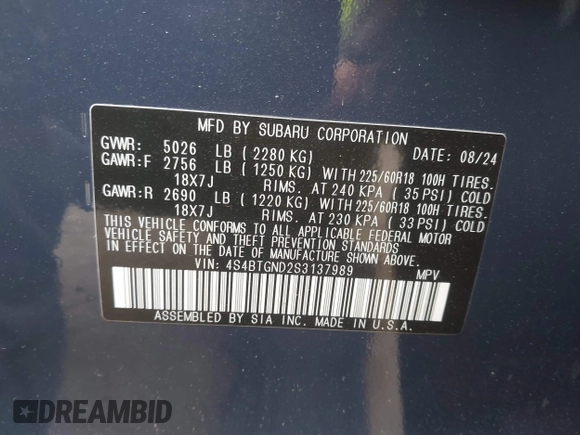 MFD BY SUBARU CORPORATION
GVWR: 5026 LB ( 2280 KG) DATE: 08/24
GAWR:F 2756 LB ( 1250 KG) WITH 225/60R18 100H TIRES.
18X7J RIMS. AT 240 KPA ( 35 PSI) COLD
GAWR:R 2690 LB ( 1220 KG) WITH 225/60R18 100H TIRES.
18X7J RIMS. AT 230 KPA ( 33 PSI) COLD
THIS VEHICLE CONFORMS TO ALL APPLICABLE FEDERAL MOTOR
VEHICLE SAFETY AND THEFT PREVENTION STANDARDS
IN EFFECT ON THE DATE OF MANUFACTURE SHOWN ABOVE.
VIN: 4S4BTGND2S3137989 MPV
ASSEMBLED BY SIA INC. MADE IN U.S.A.
DREAMBID